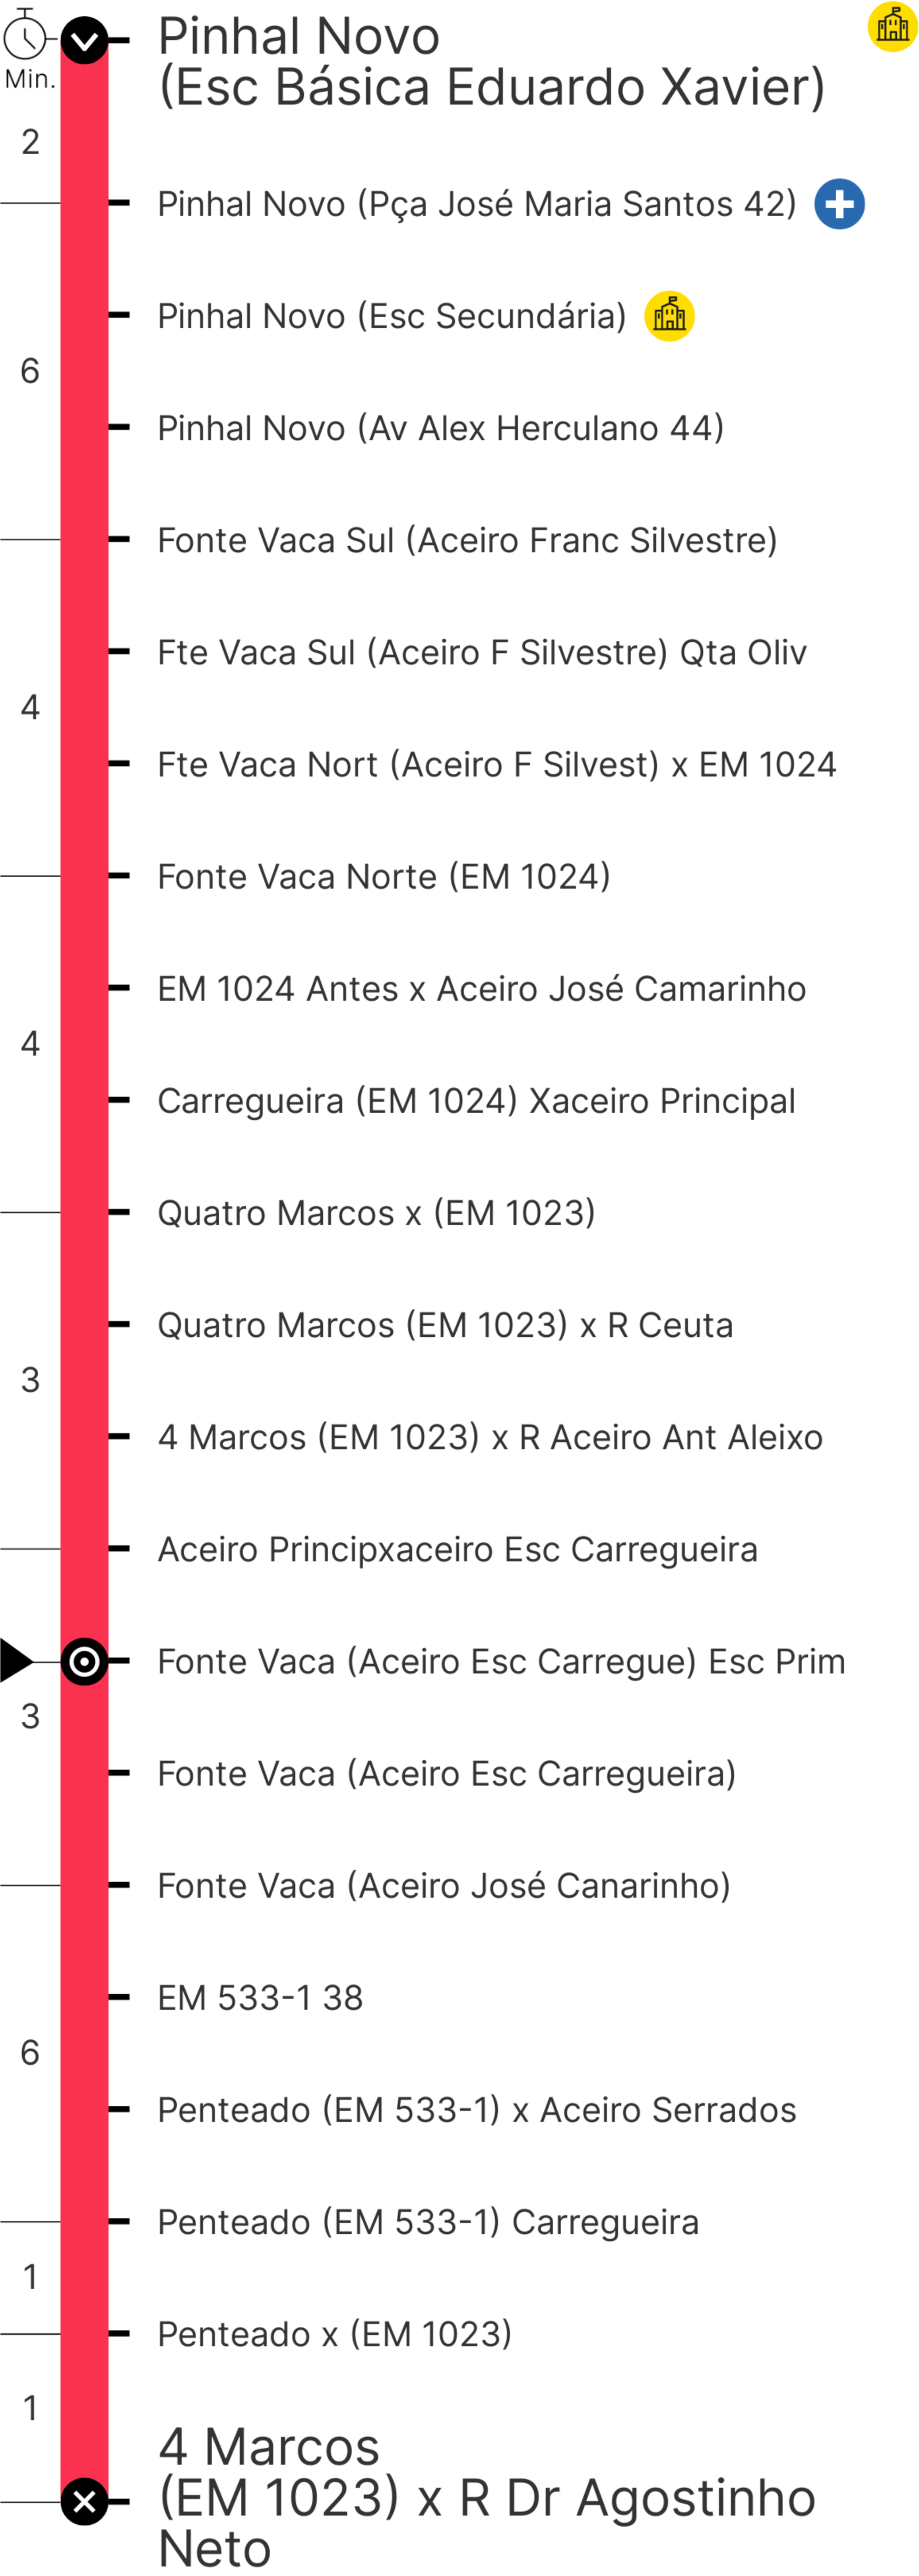 Pinhal Novo
(Esc Básica Eduardo Xavier)
Min.
2
Pinhal Novo (Pça José Maria Santos 42)
Pinhal Novo (Esc Secundária)
6
Pinhal Novo (Av Alex Herculano 44)
Fonte Vaca Sul (Aceiro Franc Silvestre)
Fte Vaca Sul (Aceiro F Silvestre) Qta Oliv
4
Fte Vaca Nort (Aceiro F Silvest) x EM 1024
Fonte Vaca Norte (EM 1024)
EM 1024 Antes x Aceiro José Camarinho
4
Carregueira (EM 1024) Xaceiro Principal
Quatro Marcos x (EM 1023)
Quatro Marcos (EM 1023) x R Ceuta
3
4 Marcos (EM 1023) x R Aceiro Ant Aleixo
Aceiro Principxaceiro Esc Carregueira
Fonte Vaca (Aceiro Esc Carregue) Esc Prim
3
Fonte Vaca (Aceiro Esc Carregueira)
Fonte Vaca (Aceiro José Canarinho)
EM 533-1 38
6
Penteado (EM 533-1) x Aceiro Serrados
Penteado (EM 533-1) Carregueira
1
Penteado x (EM 1023)
1
4 Marcos
(EM 1023) x R Dr Agostinho
Neto